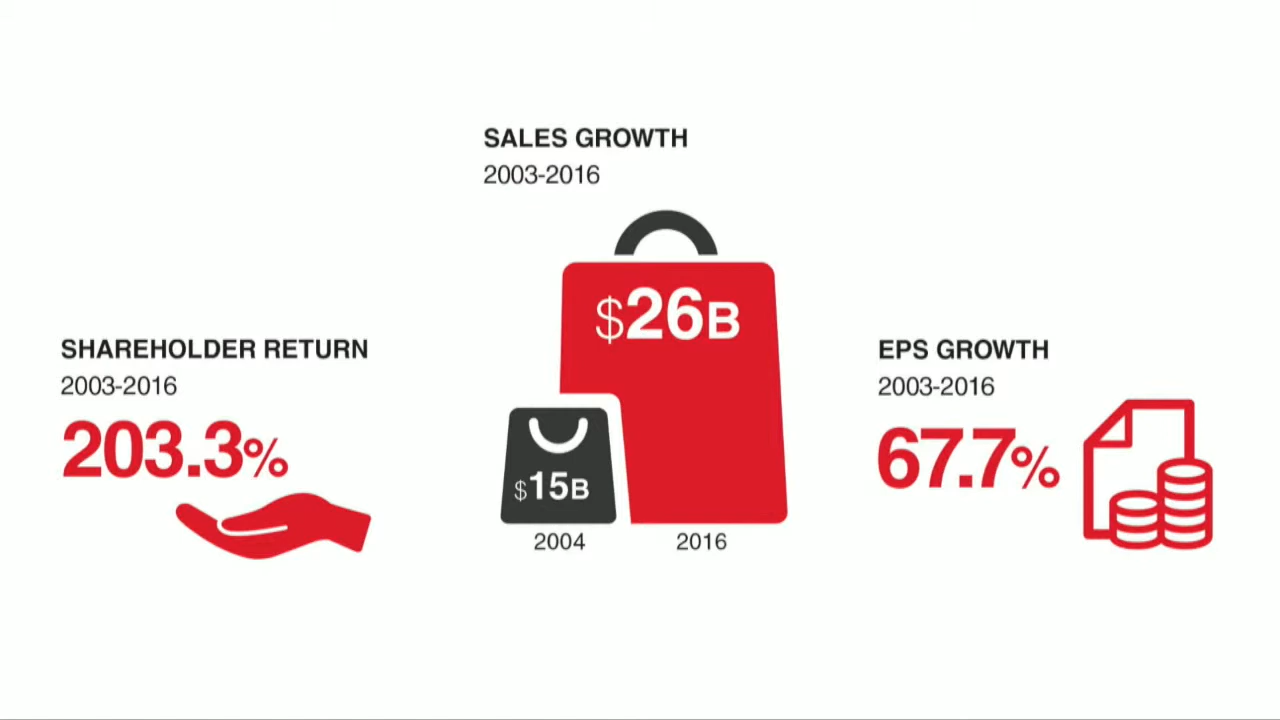 SALES GROWTH
2003-2016
$26B
$15B
2004
2016
SHAREHOLDER RETURN
2003-2016
203.3%
EPS GROWTH
2003-2016
67.7%